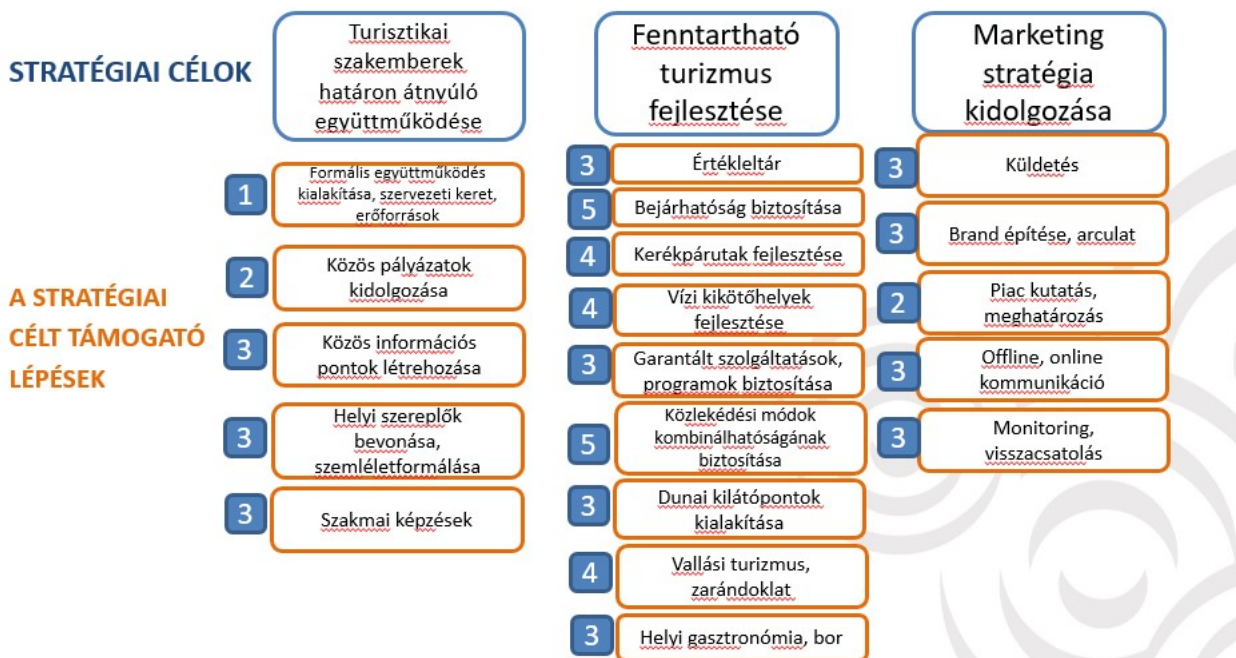 STRATÉGIAI CÉLOK
Turisztikai
szakemberek
határon átnyúló
együttműködése
Fenntartható
turizmus
fejlesztése
Marketing
stratégia
kidolgozása
A STRATÉGIAI
CÉLT TÁMOGATÓ
LÉPÉSEK
1
Formális együttműködés
kialakítása, szervezeti keret,
erőforrások
2
Közös pályázatok
kidolgozása
3
Közös információs
pontok létrehozása
3
Helyi szereplők
bevonása,
szemléletformálása
3
Szakmai képzések
3
Értékleltár
5
Bejárhatóság biztosítása
4
Kerékpárutak fejlesztése
4
Vízi kikötőhelyek
fejlesztése
3
Garantált szolgáltatások,
programok biztosítása
5
Közlekédési módok
kombinálhatóságának
biztosítása
3
Dunai kilátópontok
kialakítása
4
Vallási turizmus,
zarándoklat
3
Helyi gasztronómia, bor
3
Küldetés
3
Brand építése, arculat
2
Piac kutatás,
meghatározás
3
Offline, online
kommunikáció
3
Monitoring,
visszacsatolás